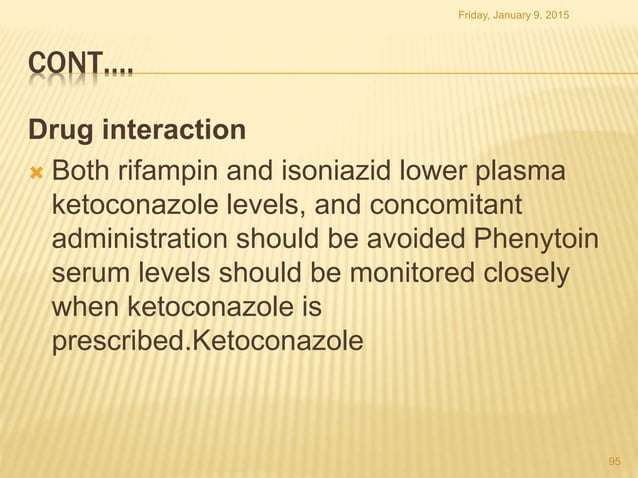 Friday, January 9, 2015
CONT....
Drug interaction
Both rifampin and isoniazid lower plasma
ketoconazole levels, and concomitant
administration should be avoided Phenytoin
serum levels should be monitored closely
when ketoconazole is
prescribed.Ketoconazole
95